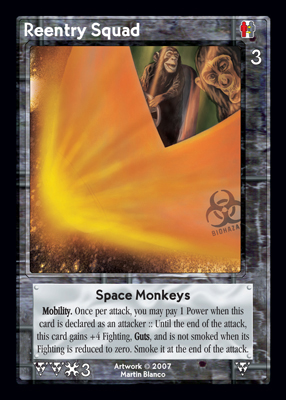 Reentry Squad
3
BIOHAZA
Space Monkeys
Mobility. Once per attack, you may pay 1 Power when this
card is declared as an attacker :: Until the end of the attack,
this card gains +4 Fighting, Guts, and is not smoked when its
Fighting is reduced to zero. Smoke it at the end of the attack.
3
Artwork © 2007
Martin Blanco